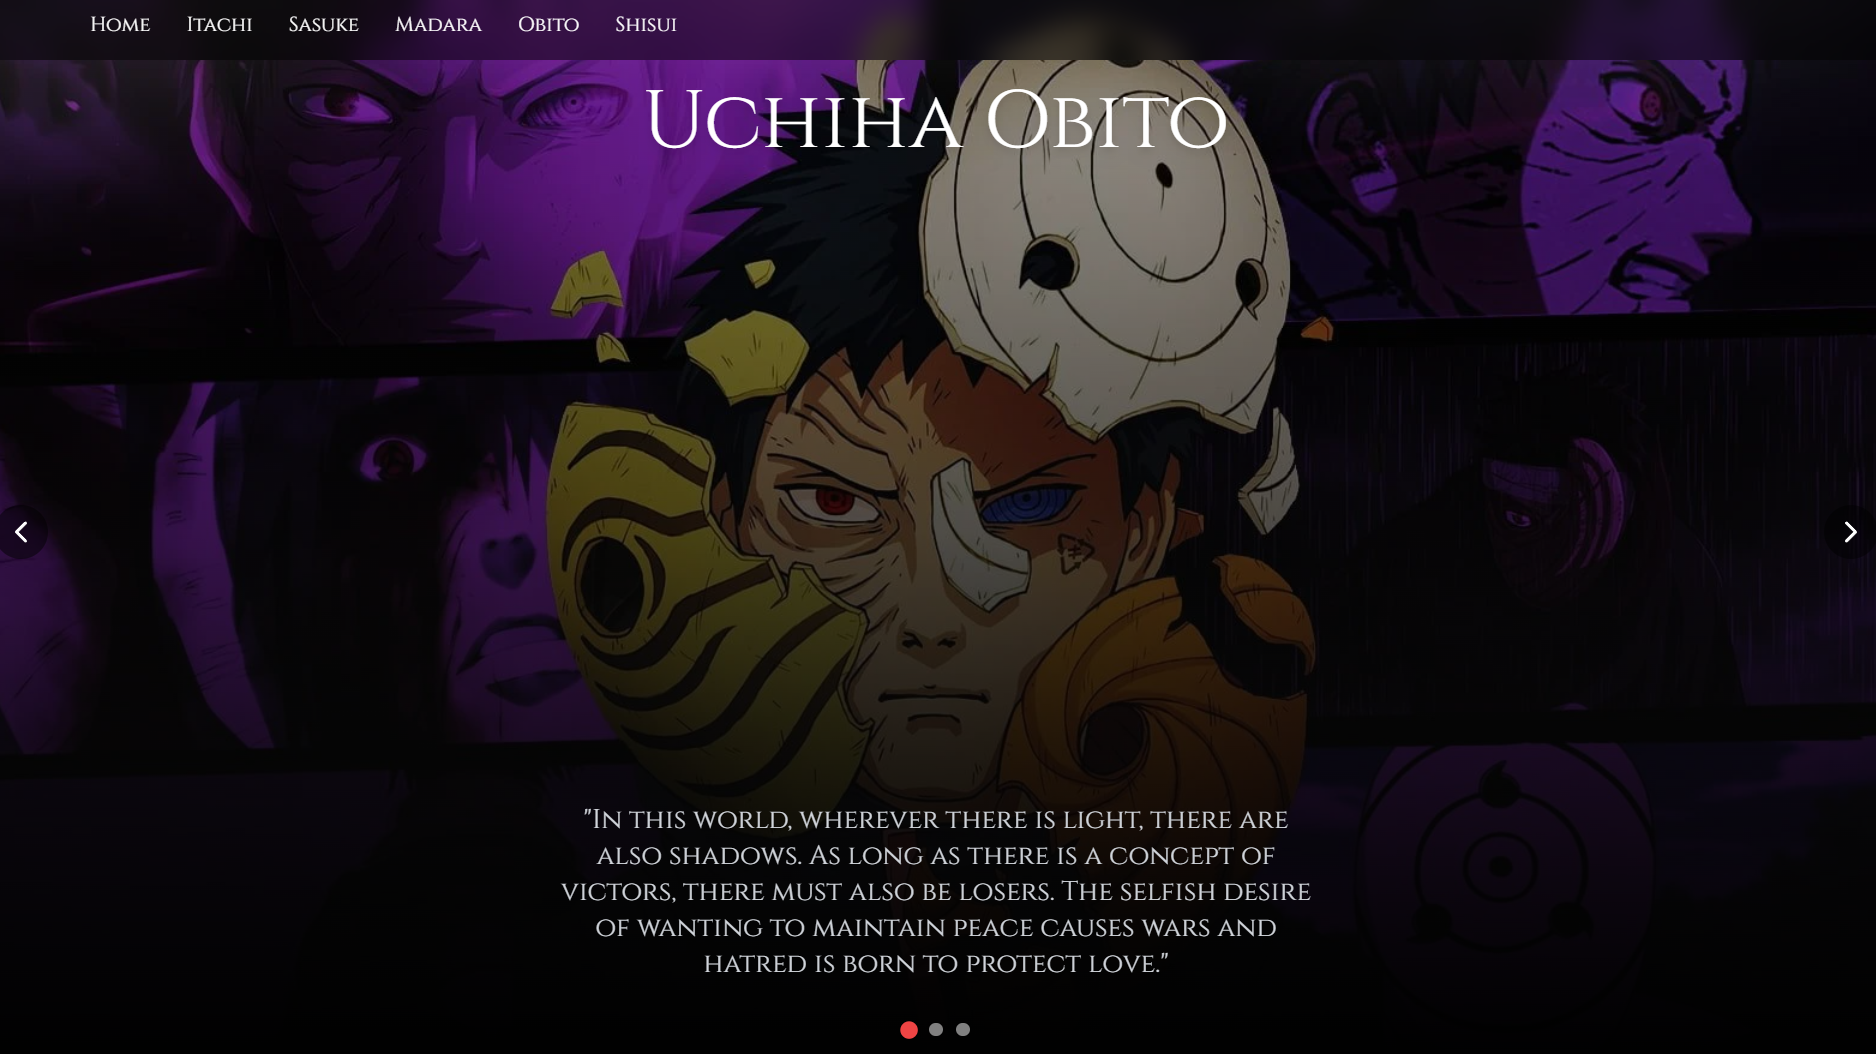 Home Itachi Sasuke Madara Obito Shisui
Uchiha Obito
"In this world, wherever there is light, there are
also shadows. As long as there is a concept of
victors, there must also be losers. The selfish desire
of wanting to maintain peace causes wars and
hatred is born to protect love."